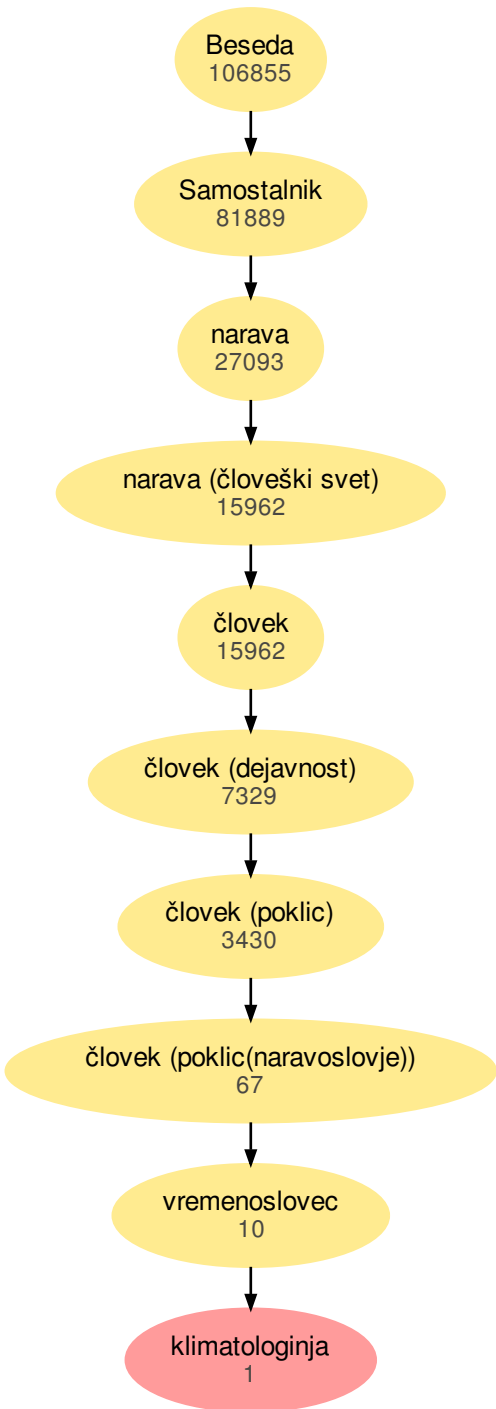 Beseda
106855
Samostalnik
81889
narava
27093
narava (človeški svet)
15962
človek
15962
človek (dejavnost)
7329
človek (poklic)
3430
človek (poklic(naravoslovje))
67
vremenoslovec
10
klimatologinja
1